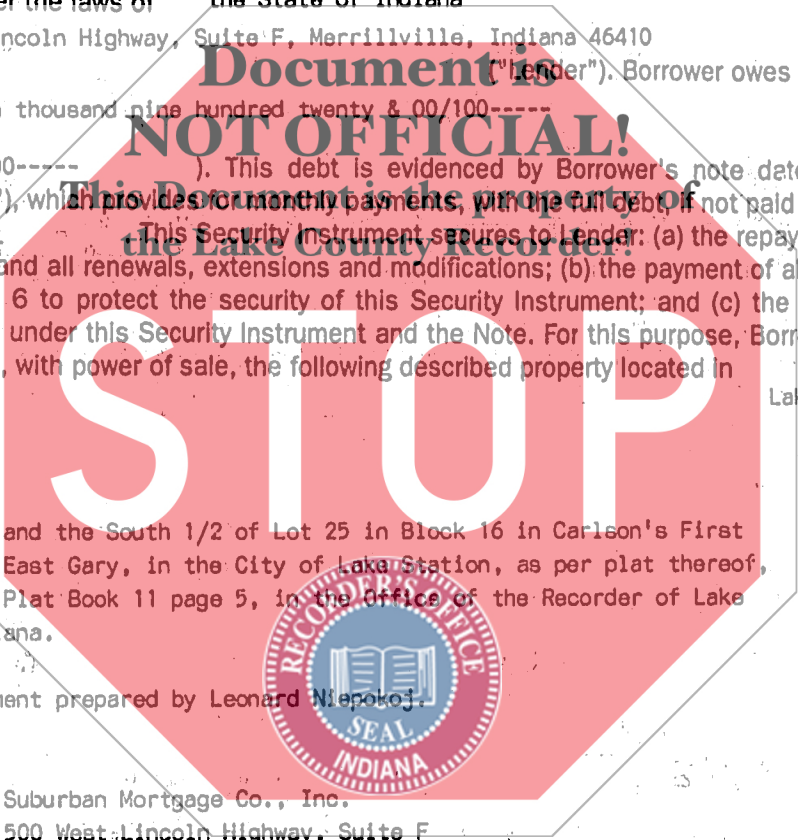 er the laws of the State of Indiana
ncoln Highway, Suite F, Merrillville, Indiana 46410
Document is
("Lender"). Borrower owes
thousand nine hundred twenty & 00/100-----
NOT OFFICIAL!
0----- ). This debt is evidenced by Borrower's note date
This Document is the property of
"), which provides for monthly payments, with the full debt, if not paid
the Lake County Recorder!
This Security Instrument secures to Lender: (a) the repay
and all renewals, extensions and modifications; (b) the payment of al
6 to protect the security of this Security Instrument; and (c) the
under this Security Instrument and the Note. For this purpose, Borr
, with power of sale, the following described property located in
Lak
STOP
and the South 1/2 of Lot 25 in Block 16 in Carlson's First
East Gary, in the City of Lake Station, as per plat thereof,
Plat Book 11 page 5, in the Office of the Recorder of Lake
iana.
RECORDER'S OFFICE
ment prepared by Leonard Niepokoj.
SEAL
INDIANA
Suburban Mortgage Co., Inc.
500 West Lincoln Highway, Suite F